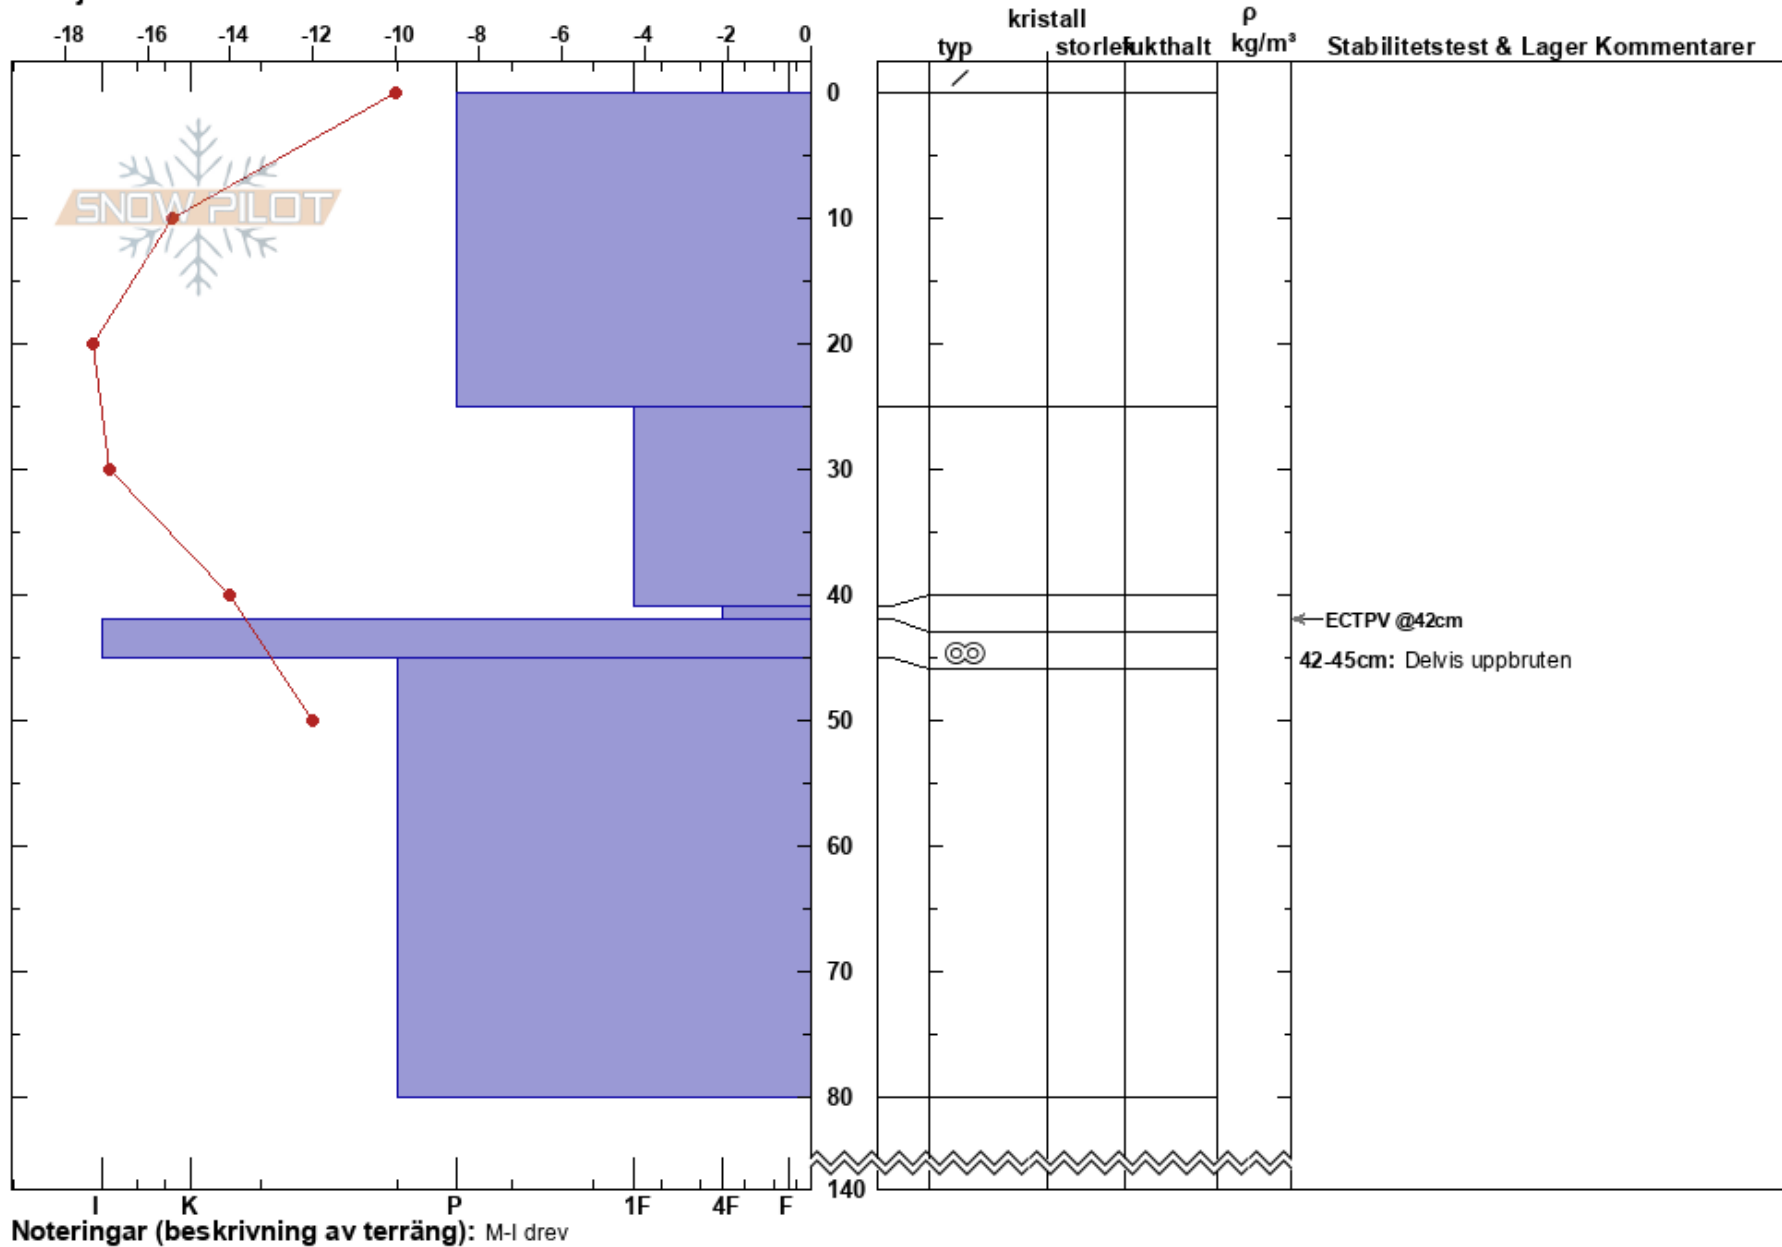 kristall
ρ
-18 -16 -14 -12 -10 -8 -6 -4 -2 0
typ storlek fukthalt kg/m³ Stabilitetstest & Lager Kommentarer
0
SNOW PILOT
10
20
30
40
ECTPV @42cm
42-45cm: Delvis uppbruten
50
60
70
80
140
I K P 1F 4F F
Noteringar (beskrivning av terräng): M-I drev